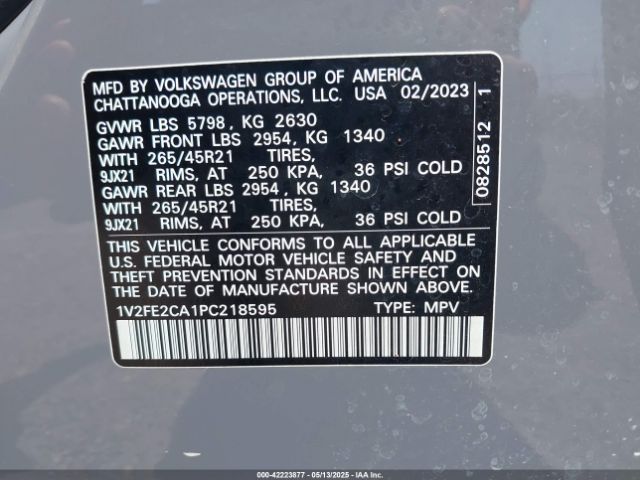 MFD BY VOLKSWAGEN GROUP OF AMERICA
CHATTANOOGA OPERATIONS, LLC. USA 02/2023
GVWR LBS 5798, KG 2630
GAWR FRONT LBS 2954, KG 1340
WITH 265/45R21 TIRES,
9JX21 RIMS, AT 250 KPA, 36 PSI COLD
GAWR REAR LBS 2954, KG 1340
WITH 265/45R21 TIRES,
9JX21 RIMS, AT 250 KPA, 36 PSI COLD
THIS VEHICLE CONFORMS TO ALL APPLICABLE
U.S. FEDERAL MOTOR VEHICLE SAFETY AND
THEFT PREVENTION STANDARDS IN EFFECT ON
THE DATE OF MANUFACTURE SHOWN ABOVE.
1V2FE2CA1PC218595 TYPE: MPV
0828512 1
000-42223877 - 05/13/2025 - IAAI, Inc.